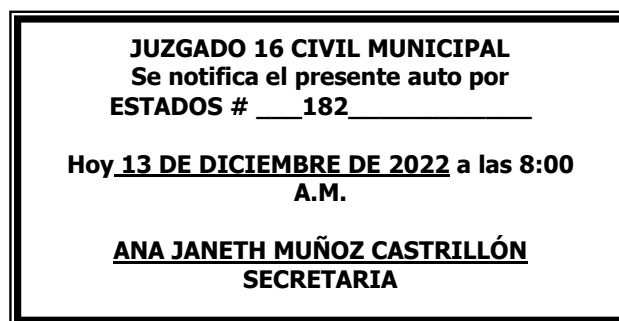 JUZGADO 16 CIVIL MUNICIPAL
Se notifica el presente auto por
ESTADOS # ___182____________
Hoy 13 DE DICIEMBRE DE 2022 a las 8:00
A.M.
ANA JANETH MUÑOZ CASTRILLÓN
SECRETARIA